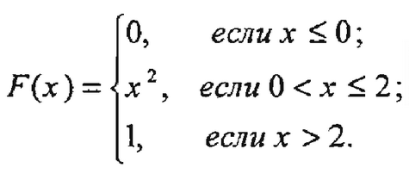 0, если x ≤ 0;
F(x) = { x², если 0 < x ≤ 2;
1, если x > 2.